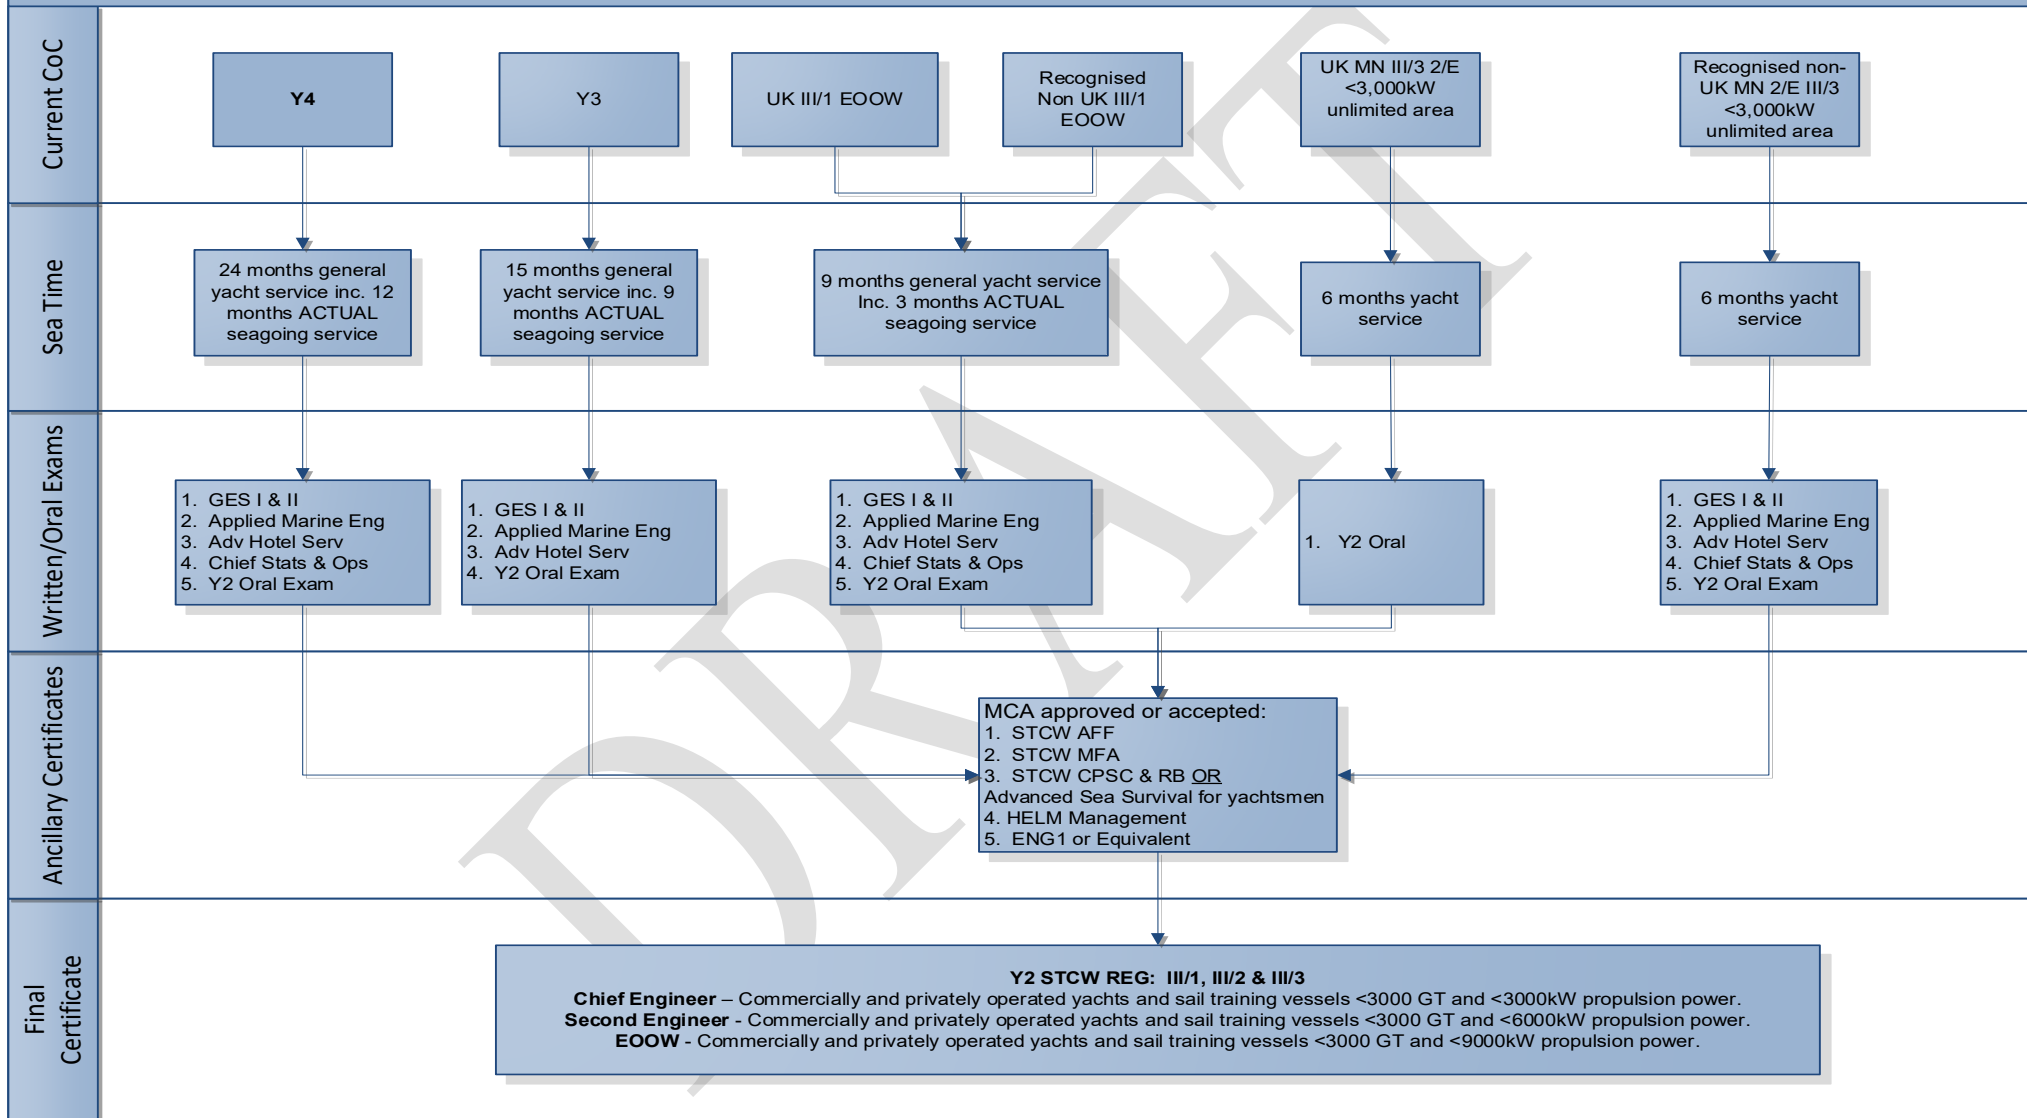 Current CoC
Y4
Y3
UK III/1 EOOW
Recognised
Non UK III/1
EOOW
UK MN III/3 2/E
<3,000kW
unlimited area
Recognised non-
UK MN 2/E III/3
<3,000kW
unlimited area
Sea Time
24 months general
yacht service inc. 12
months ACTUAL
seagoing service
15 months general
yacht service inc. 9
months ACTUAL
seagoing service
9 months general yacht service
Inc. 3 months ACTUAL
seagoing service
6 months yacht
service
6 months yacht
service
Written/Oral Exams
1. GES I & II
2. Applied Marine Eng
3. Adv Hotel Serv
4. Chief Stats & Ops
5. Y2 Oral Exam
1. GES I & II
2. Applied Marine Eng
3. Adv Hotel Serv
4. Y2 Oral Exam
1. GES I & II
2. Applied Marine Eng
3. Adv Hotel Serv
4. Chief Stats & Ops
5. Y2 Oral Exam
1. Y2 Oral
1. GES I & II
2. Applied Marine Eng
3. Adv Hotel Serv
4. Chief Stats & Ops
5. Y2 Oral Exam
Ancillary Certificates
MCA approved or accepted:
1. STCW AFF
2. STCW MFA
3. STCW CPSC & RB OR
Advanced Sea Survival for yachtsmen
4. HELM Management
5. ENG1 or Equivalent
Final
Certificate
Y2 STCW REG: III/1, III/2 & III/3
Chief Engineer – Commercially and privately operated yachts and sail training vessels <3000 GT and <3000kW propulsion power.
Second Engineer - Commercially and privately operated yachts and sail training vessels <3000 GT and <6000kW propulsion power.
EOOW - Commercially and privately operated yachts and sail training vessels <3000 GT and <9000kW propulsion power.
DRAFT